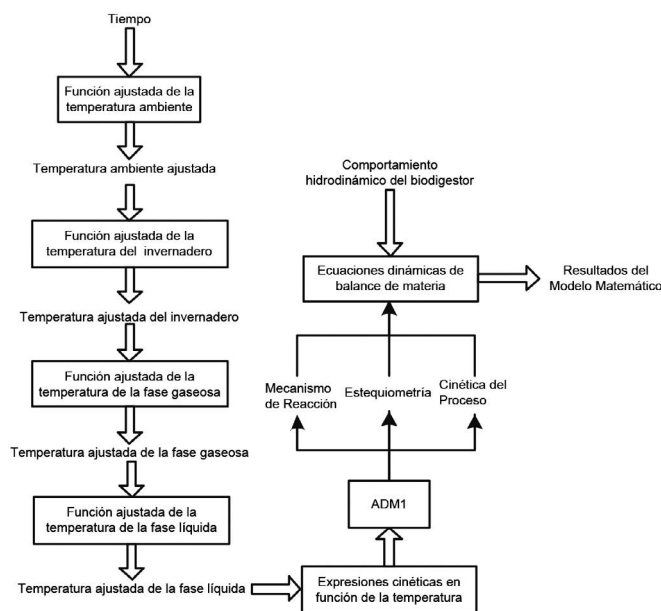 Tiempo
Función ajustada de la
temperatura ambiente
Temperatura ambiente ajustada
Función ajustada de la
temperatura del invernadero
Temperatura ajustada del invernadero
Función ajustada de la
temperatura de la fase gaseosa
Temperatura ajustada de la fase gaseosa
Función ajustada de la
temperatura de la fase líquida
Temperatura ajustada de la fase líquida
Expresiones cinéticas en
función de la temperatura
ADM1
Mecanismo
de Reacción
Estequiometría
Cinética del
Proceso
Comportamiento
hidrodinámico del biodigestor
Ecuaciones dinámicas de
balance de materia
Resultados del
Modelo Matemático